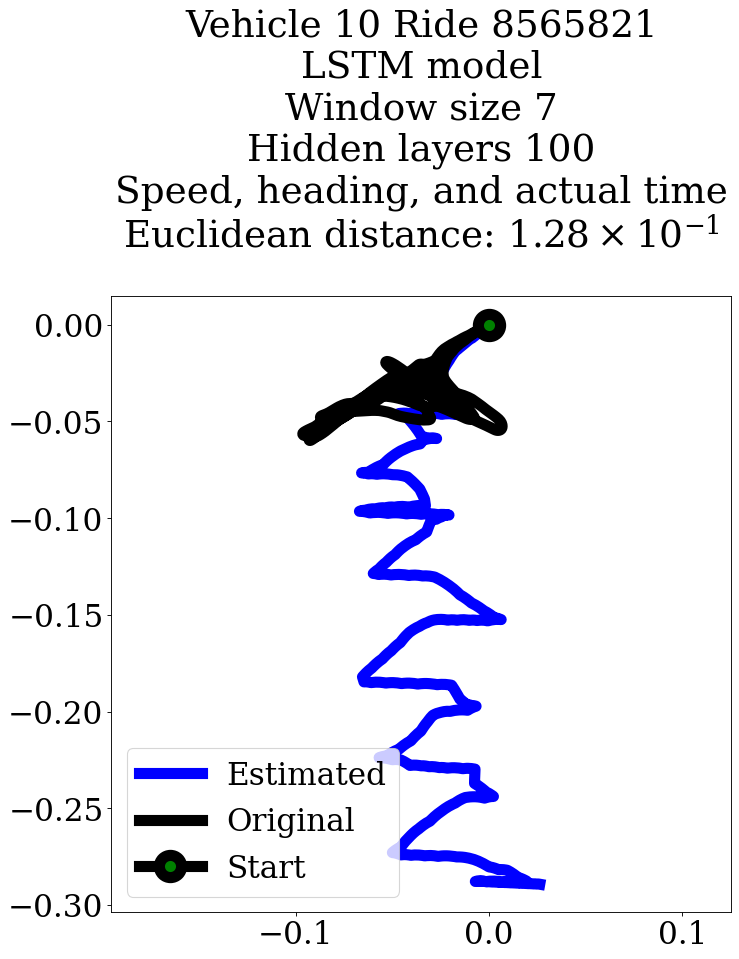 Vehicle 10 Ride 8565821
LSTM model
Window size 7
Hidden layers 100
Speed, heading, and actual time
Euclidean distance: 1.28 × 10⁻¹
0.00
−0.05
−0.10
−0.15
−0.20
−0.25
−0.30
Estimated
Original
Start
−0.1 0.0 0.1